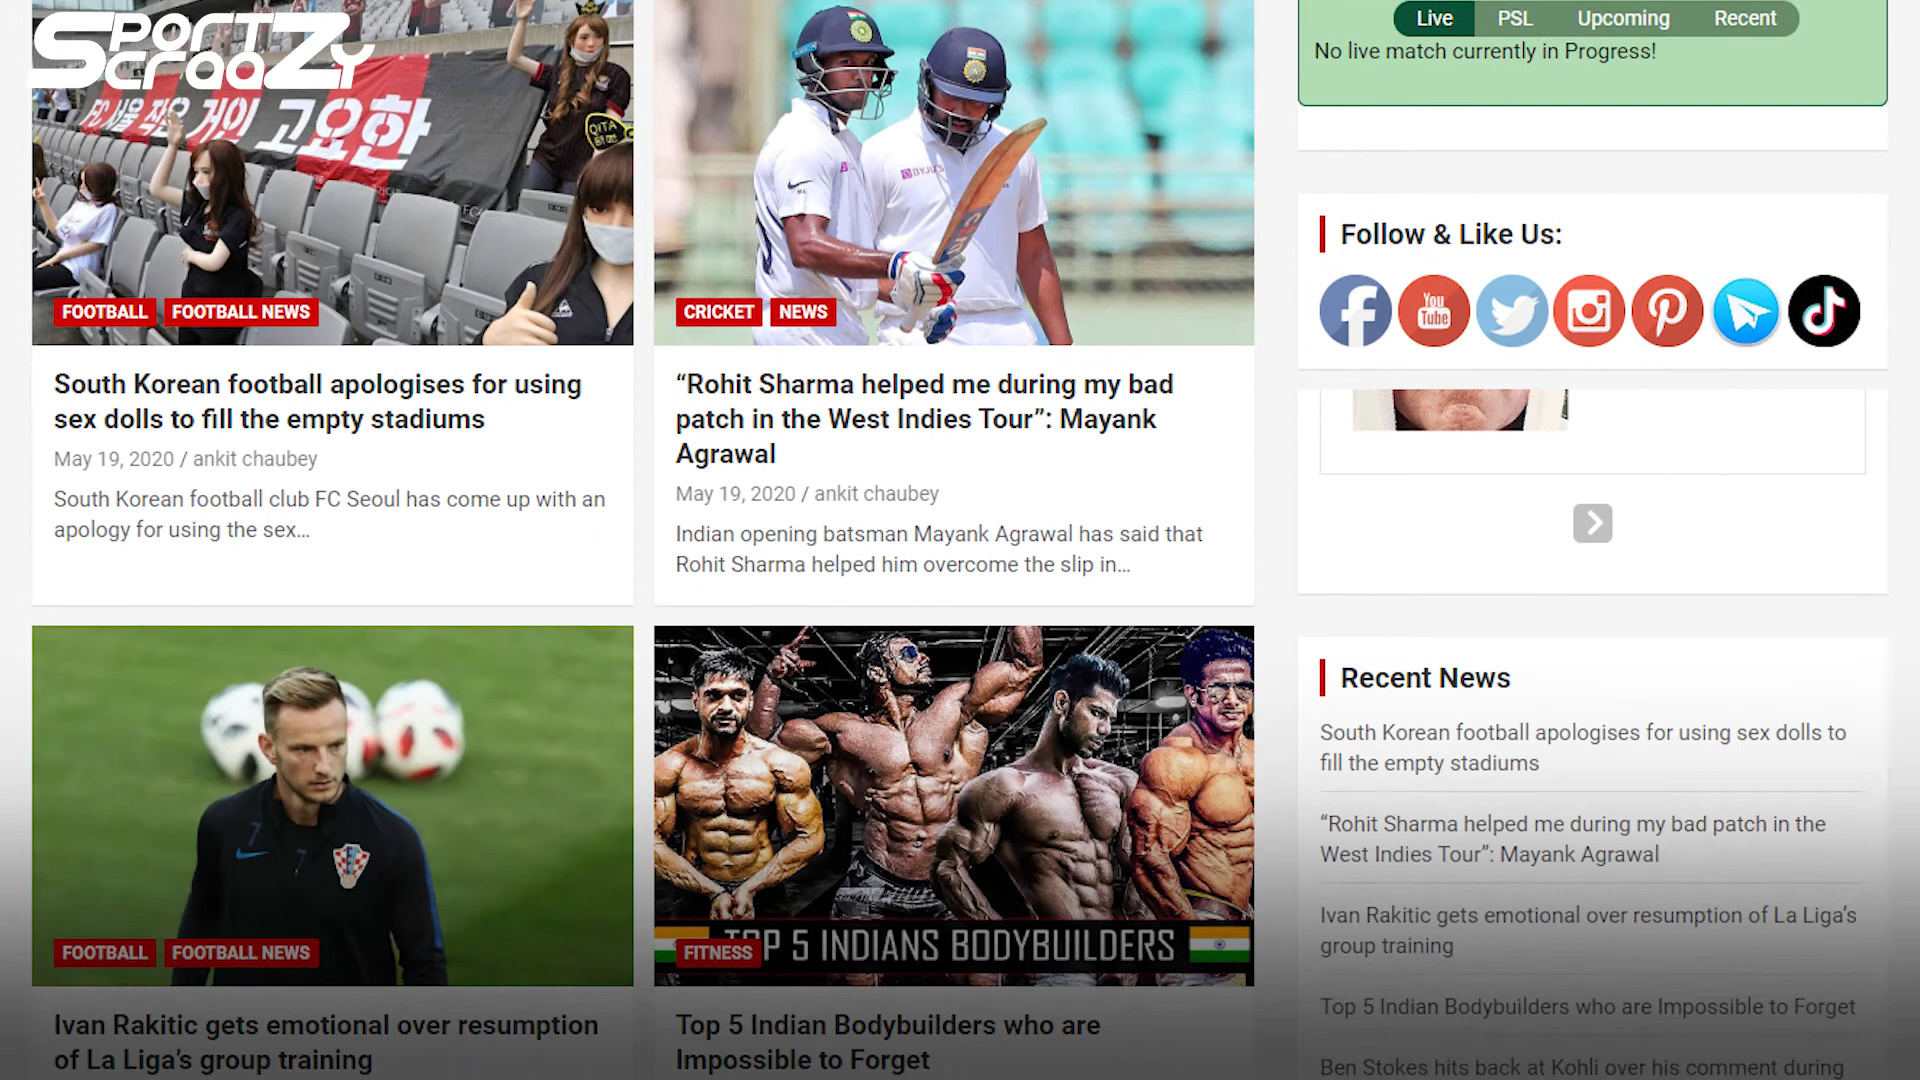 SPORTZ
CRAAZY
FC 서울 작은 거인 고요한
FOOTBALL
FOOTBALL NEWS
South Korean football apologises for using
sex dolls to fill the empty stadiums
May 19, 2020 / ankit chaubey
South Korean football club FC Seoul has come up with an
apology for using the sex...
BYJU'S
CRICKET
NEWS
“Rohit Sharma helped me during my bad
patch in the West Indies Tour”: Mayank
Agrawal
May 19, 2020 / ankit chaubey
Indian opening batsman Mayank Agrawal has said that
Rohit Sharma helped him overcome the slip in...
7
7
FOOTBALL
FOOTBALL NEWS
Ivan Rakitic gets emotional over resumption
of La Liga’s group training
P 5 INDIANS BODYBUILDERS
FITNESS
Top 5 Indian Bodybuilders who are
Impossible to Forget
Live
PSL
Upcoming
Recent
No live match currently in Progress!
Follow & Like Us:
You
Tube
Recent News
South Korean football apologises for using sex dolls to
fill the empty stadiums
“Rohit Sharma helped me during my bad patch in the
West Indies Tour”: Mayank Agrawal
Ivan Rakitic gets emotional over resumption of La Liga’s
group training
Top 5 Indian Bodybuilders who are Impossible to Forget
Ben Stokes hits back at Kohli over his comment during